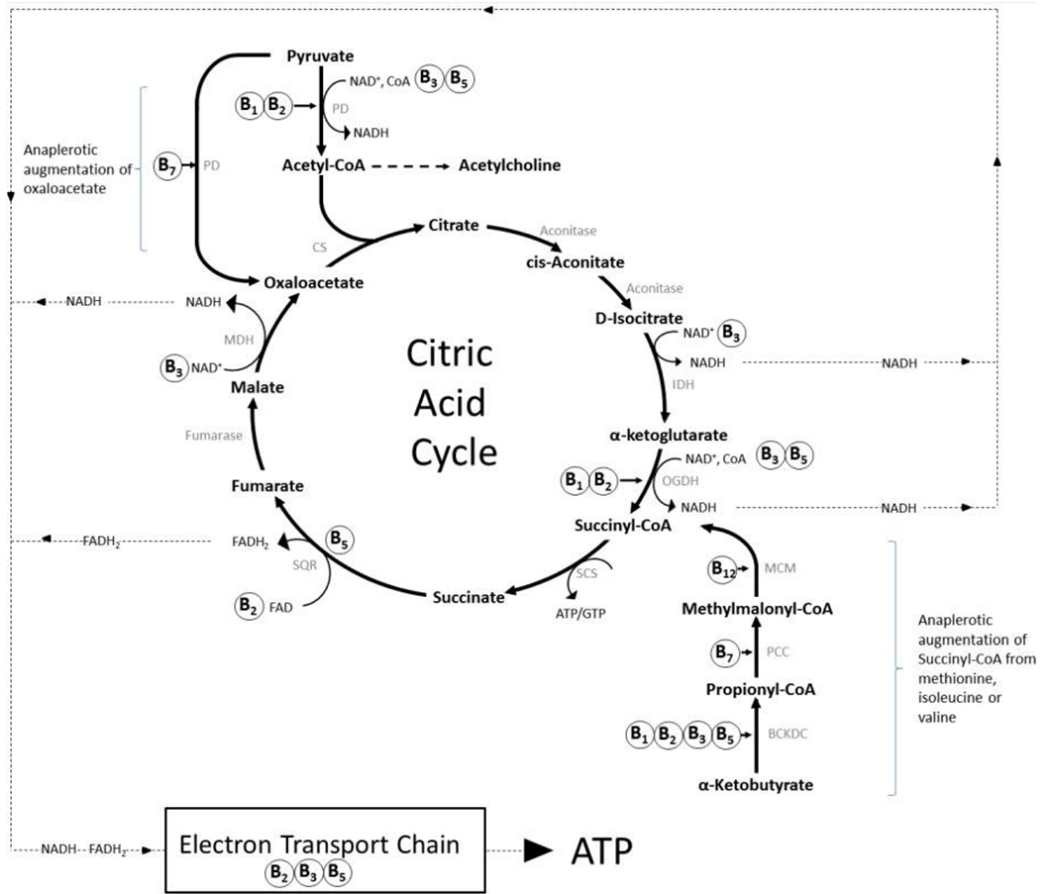 Pyruvate
NAD⁺, CoA B₃ B₅
B₁ B₂
PD
NADH
Anaplerotic
augmentation of
oxaloacetate
B₇
PD
Acetyl-CoA
Acetylcholine
Citrate
CS
Aconitase
cis-Aconitate
Oxaloacetate
Aconitase
D-Isocitrate
NADH
NADH
MDH
B₃ NAD⁺
Malate
NAD⁺ B₃
NADH
NADH
IDH
Citric
Acid
Cycle
Fumarase
α-ketoglutarate
NAD⁺, CoA B₃ B₅
B₁ B₂
OGDH
NADH
NADH
Fumarate
Succinyl-CoA
FADH₂
FADH₂
B₅
SQR
B₂ FAD
Succinate
SCS
ATP/GTP
B₁₂
MCM
Methylmalonyl-CoA
B₇
PCC
Propionyl-CoA
B₁ B₂ B₃ B₅
BCKDC
α-Ketobutyrate
Anaplerotic
augmentation of
Succinyl-CoA from
methionine,
isoleucine or
valine
NADH
FADH₂
Electron Transport Chain
B₂ B₃ B₅
ATP